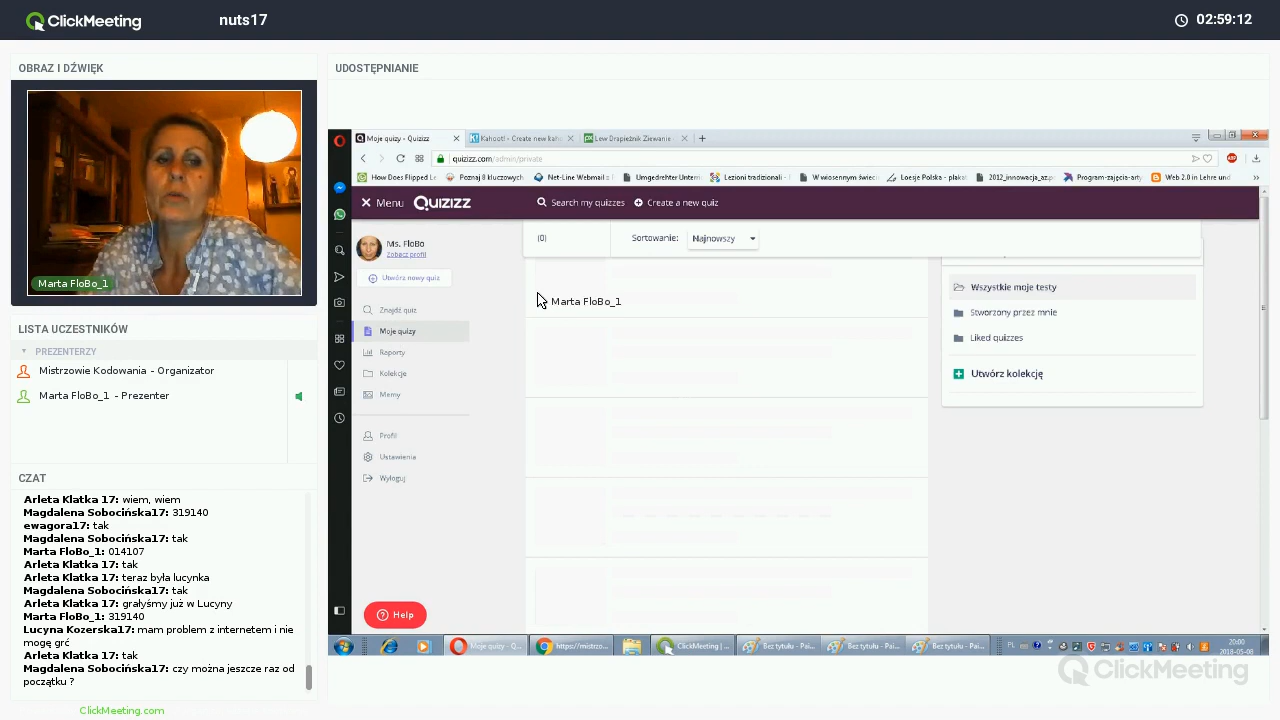 ClickMeeting
nuts17
02:59:12
OBRAZ I DŹWIĘK
Marta FloBo_1
LISTA UCZESTNIKÓW
PREZENTERZY
Mistrzowie Kodowania - Organizator
Marta FloBo_1 - Prezenter
CZAT
Arleta Klatka 17: wiem, wiem
Magdalena Sobocińska17: 319140
ewagora17: tak
Magdalena Sobocińska17: tak
Marta FloBo_1: 014107
Arleta Klatka 17: tak
Arleta Klatka 17: teraz była lucynka
Magdalena Sobocińska17: tak
Arleta Klatka 17: grałyśmy już w Lucyny
Marta FloBo_1: 319140
Lucyna Kozerska17: mam problem z internetem i nie
mogę grć
Arleta Klatka 17: tak
Magdalena Sobocińska17: czy można jeszcze raz od
początku ?
ClickMeeting.com
UDOSTĘPNIANIE
Moje quizy - Quizizz
Kahoot! - Create new kah
Lew Drapieżnik Ziewanie
quizizz.com/admin/private
How Does Flipped Le
Poznaj 8 kluczowych
Net-Line Webmail
Umgedrehter Unterri
Lezioni tradizionali -
W wiosennym świec
Loesje Polska - plaka
2012_innowacja_az.p
Program-zajęcia-arty
Web 2.0 in Lehre und
Menu
QUIZIZZ
Search my quizzes
Create a new quiz
Ms. FloBo
Zobacz profil
Utwórz nowy quiz
Znajdź quiz
Moje quizy
Raporty
Kolekcje
Memy
Profil
Ustawienia
Wyloguj
Help
(0)
Sortowanie:
Najnowszy
Marta FloBo_1
Wszystkie moje testy
Stworzony przez mnie
Liked quizzes
Utwórz kolekcję
Moje quizy - Q...
https://mistrzo...
ClickMeeting |...
Bez tytułu - Pai...
Bez tytułu - Pai...
Bez tytułu - Pai...
PL
20:00
2018-05-08
ClickMeeting